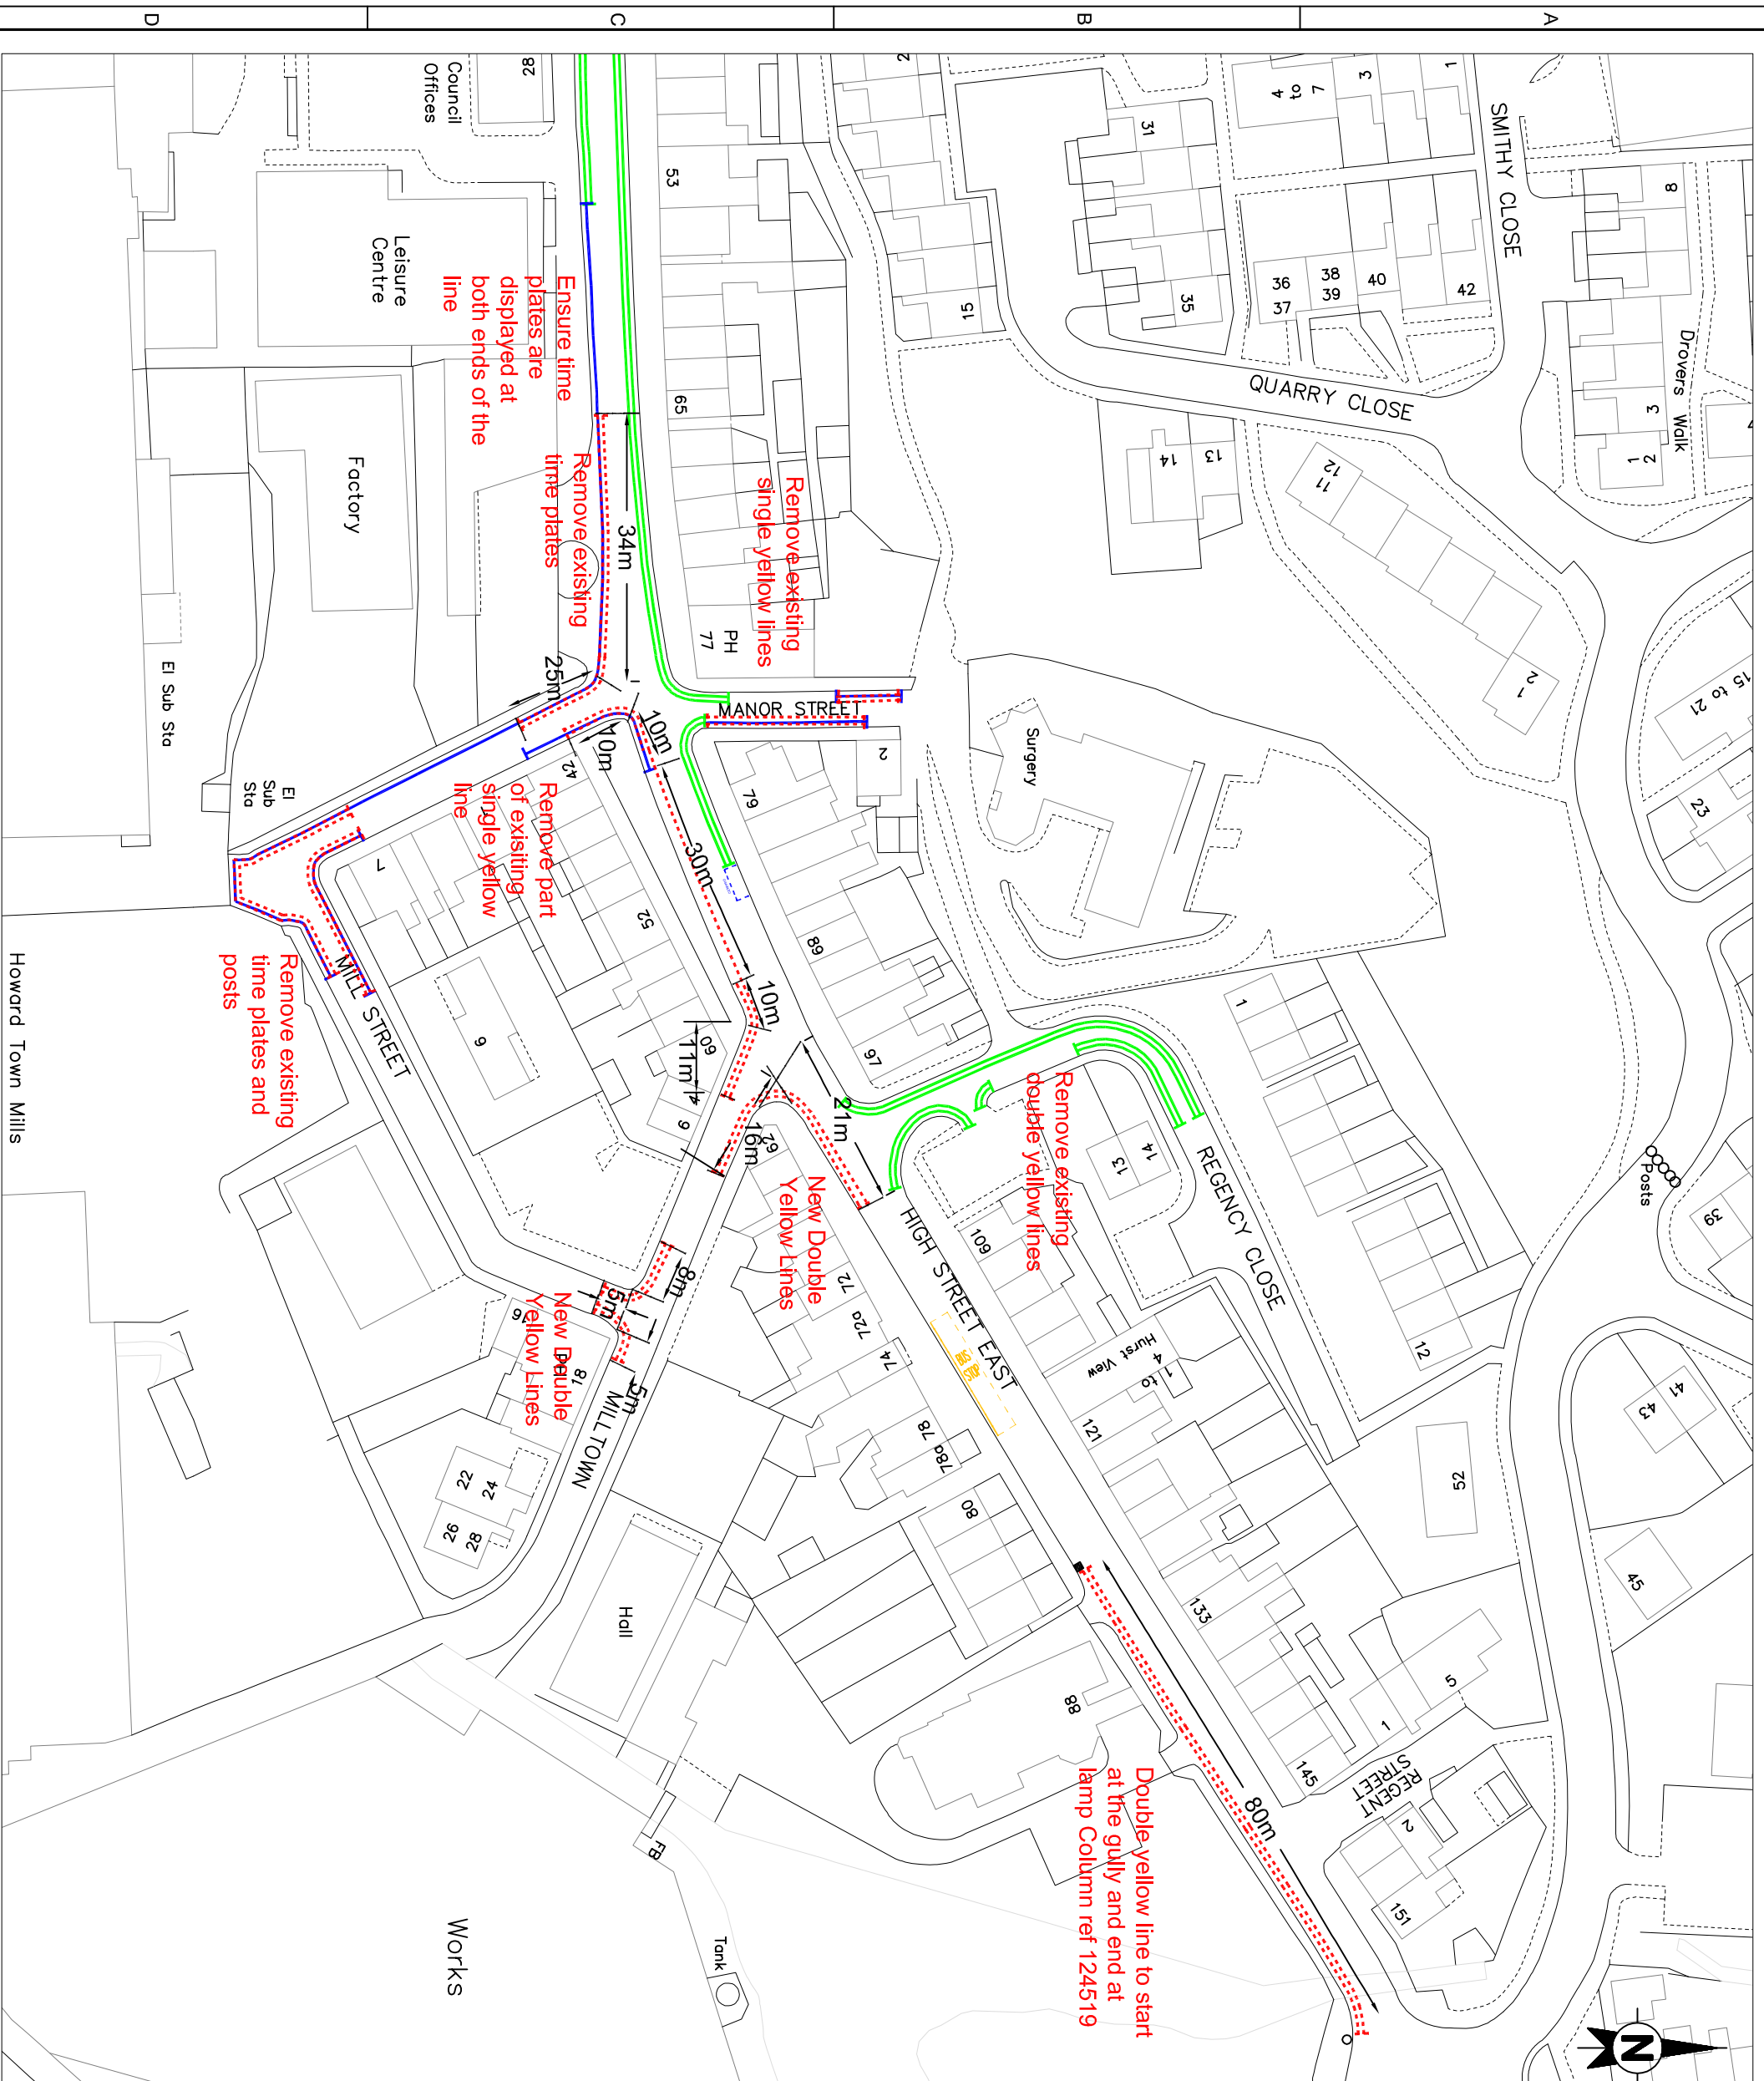 D
C
B
A
Council
Offices
28
53
2
31
4
to
7
3
1
SMITHY CLOSE
8
Leisure
Centre
Ensure time
plates are
displayed at
both ends of the
line
65
15
35
36
37
38
39
40
42
Drovers Walk
3
1
2
QUARRY CLOSE
Factory
Remove existing
time plates
34m
Remove existing
single yellow lines
14
13
11
12
PH
77
1
2
15 to 21
El Sub Sta
25m
MANOR STREET
10m
10m
2
Surgery
23
El
Sub
Sta
42
79
7
Remove part
of exisiting
single yellow
line
30m
52
89
Howard Town Mills
Remove existing
time plates and
posts
MILL STREET
9
10m
60
11m
4
6
97
1
21m
16m
62
Remove existing
double yellow lines
13
14
REGENCY CLOSE
Posts
39
New Double
Yellow Lines
HIGH STREET EAST
109
72
72a
74
8m
5m
5m
16
PH
18
New Double
Yellow Lines
MILLTOWN
BUS
Hurst View
1 to
4
12
41
43
121
78
78a
22
24
26
28
80
52
45
Hall
133
88
5
1
145
REGENT
STREET
2
151
80m
Double yellow line to start
at the gully and end at
lamp Column ref 124519
FB
Works
Tank
N